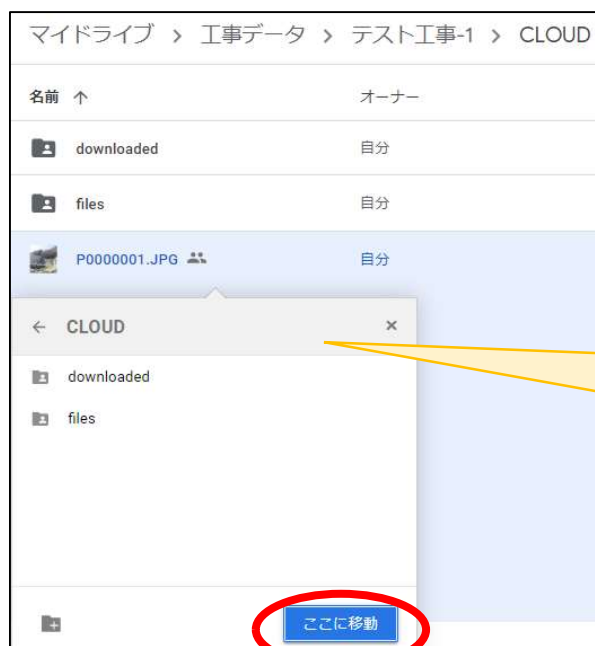 マイドライブ > 工事データ > テスト工事-1 > CLOUD
名前 ↑ オーナー
downloaded 自分
files 自分
P0000001.JPG 自分
← CLOUD ×
downloaded
files
ここに移動